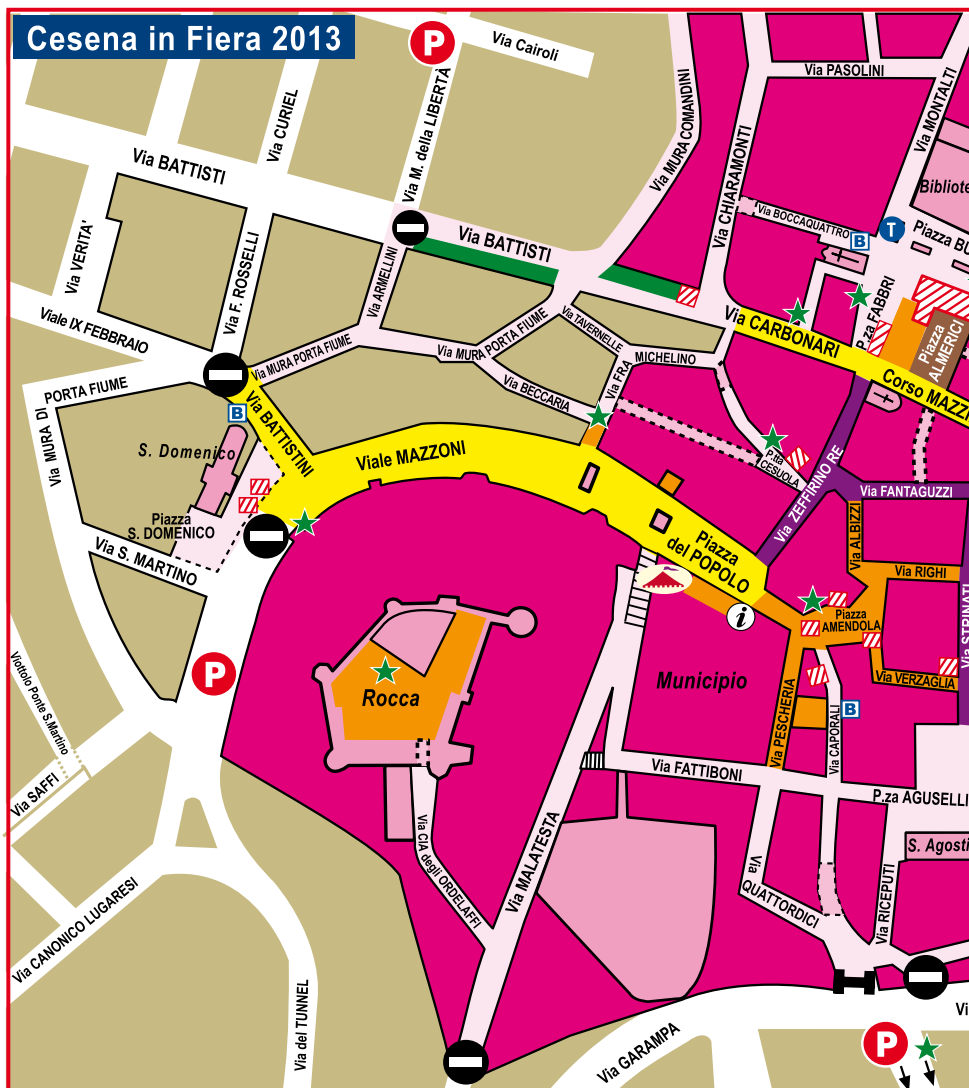 Cesena in Fiera 2013
P
Via Cairoli
Via PASOLINI
Via MONTALTI
Via CURIEL
Via M. della LIBERTÀ
Via MURA COMANDINI
Via CHIARAMONTI
Via BATTISTI
Bibliote
Via BOCCAQUATTRO
T
B
Piazza BU
Via BATTISTI
Via VERITA'
Via F. ROSSELLI
Via ARMELLINI
P.za FABBRI
Viale IX FEBBRAIO
Via MURA PORTA FIUME
Via MURA PORTA FIUME
Via TAVERNELLE
Via CARBONARI
Piazza
ALMERICI
Via FRA
MICHELINO
Corso MAZZI
Via BECCARIA
Via MURA DI
PORTA FIUME
B
Via BATTISTINI
S. Domenico
Viale MAZZONI
P.tta
CESUOLA
Via ZEFFIRINO RE
Via FANTAGUZZI
Piazza
S. DOMENICO
Via S. MARTINO
Piazza
del POPOLO
Via ALBIZZI
Via RIGHI
i
Piazza
AMENDOLA
Via STRINATI
P
Viottolo Ponte S.Martino
Rocca
Municipio
Via VERZAGLIA
B
Via PESCHERIA
Via CAPORALI
Via SAFFI
Via FATTIBONI
P.za AGUSELLI
Via CIA degli ORDELAFFI
Via MALATESTA
S. Agosti
Via
QUATTORDICI
Via RICEPUTI
Via CANONICO LUGARESI
Via del TUNNEL
Via GARAMPA
Vi
P